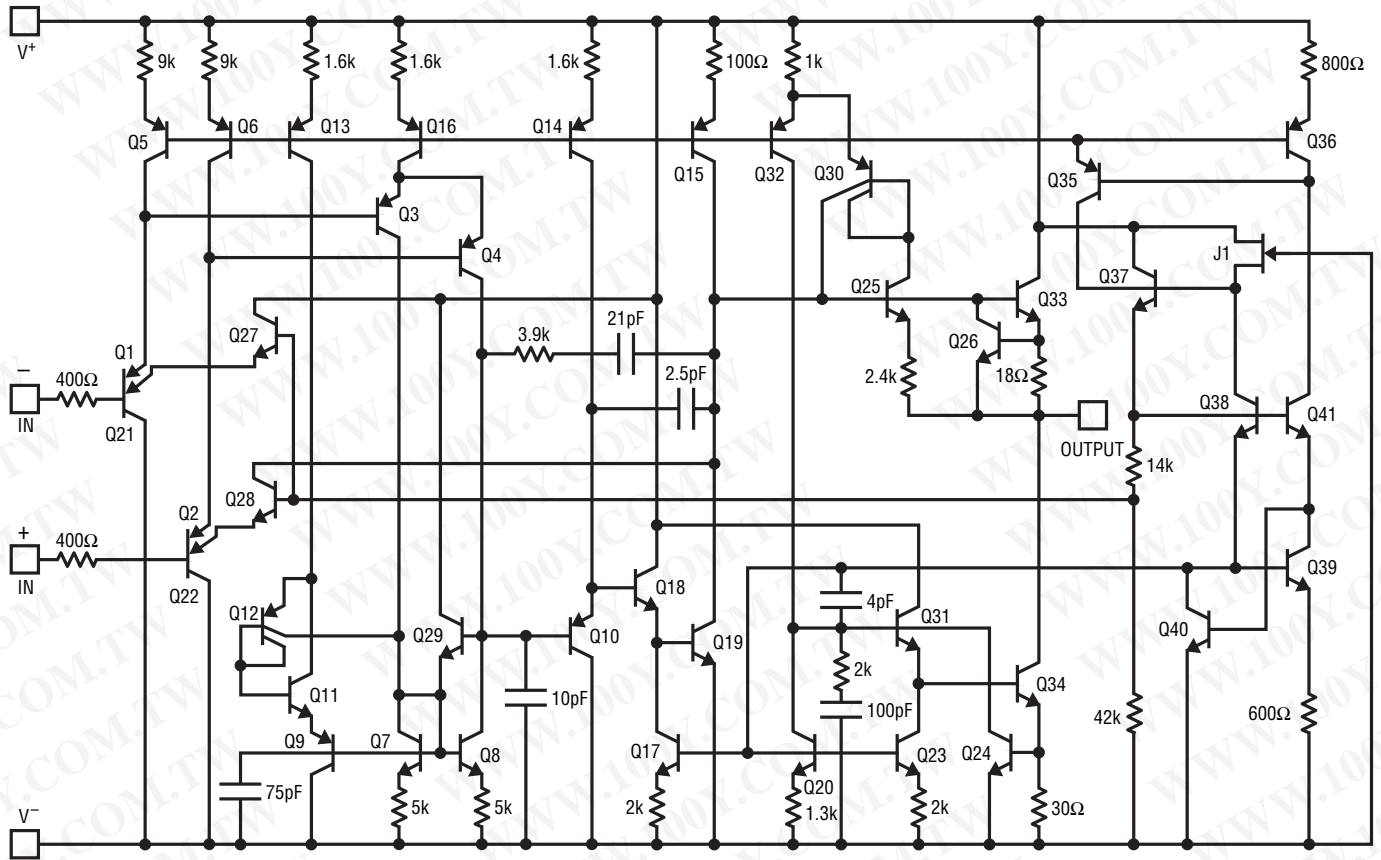 V+
9k
9k
1.6k
1.6k
1.6k
100Ω
1k
800Ω
Q5
Q6
Q13
Q16
Q14
Q15
Q32
Q30
Q35
Q36
Q3
Q4
J1
Q37
Q25
Q33
Q27
21pF
3.9k
Q26
Q1
2.5pF
2.4k
18Ω
–
400Ω
IN
Q21
Q38
Q41
OUTPUT
14k
Q28
Q2
+
400Ω
IN
Q22
Q18
Q39
4pF
Q12
Q29
Q10
Q19
Q31
Q40
2k
Q11
Q34
10pF
100pF
42k
600Ω
Q9
Q7
Q8
Q17
Q23
Q24
Q20
75pF
5k
5k
2k
1.3k
2k
30Ω
V–
WWW.100Y.COM.TW